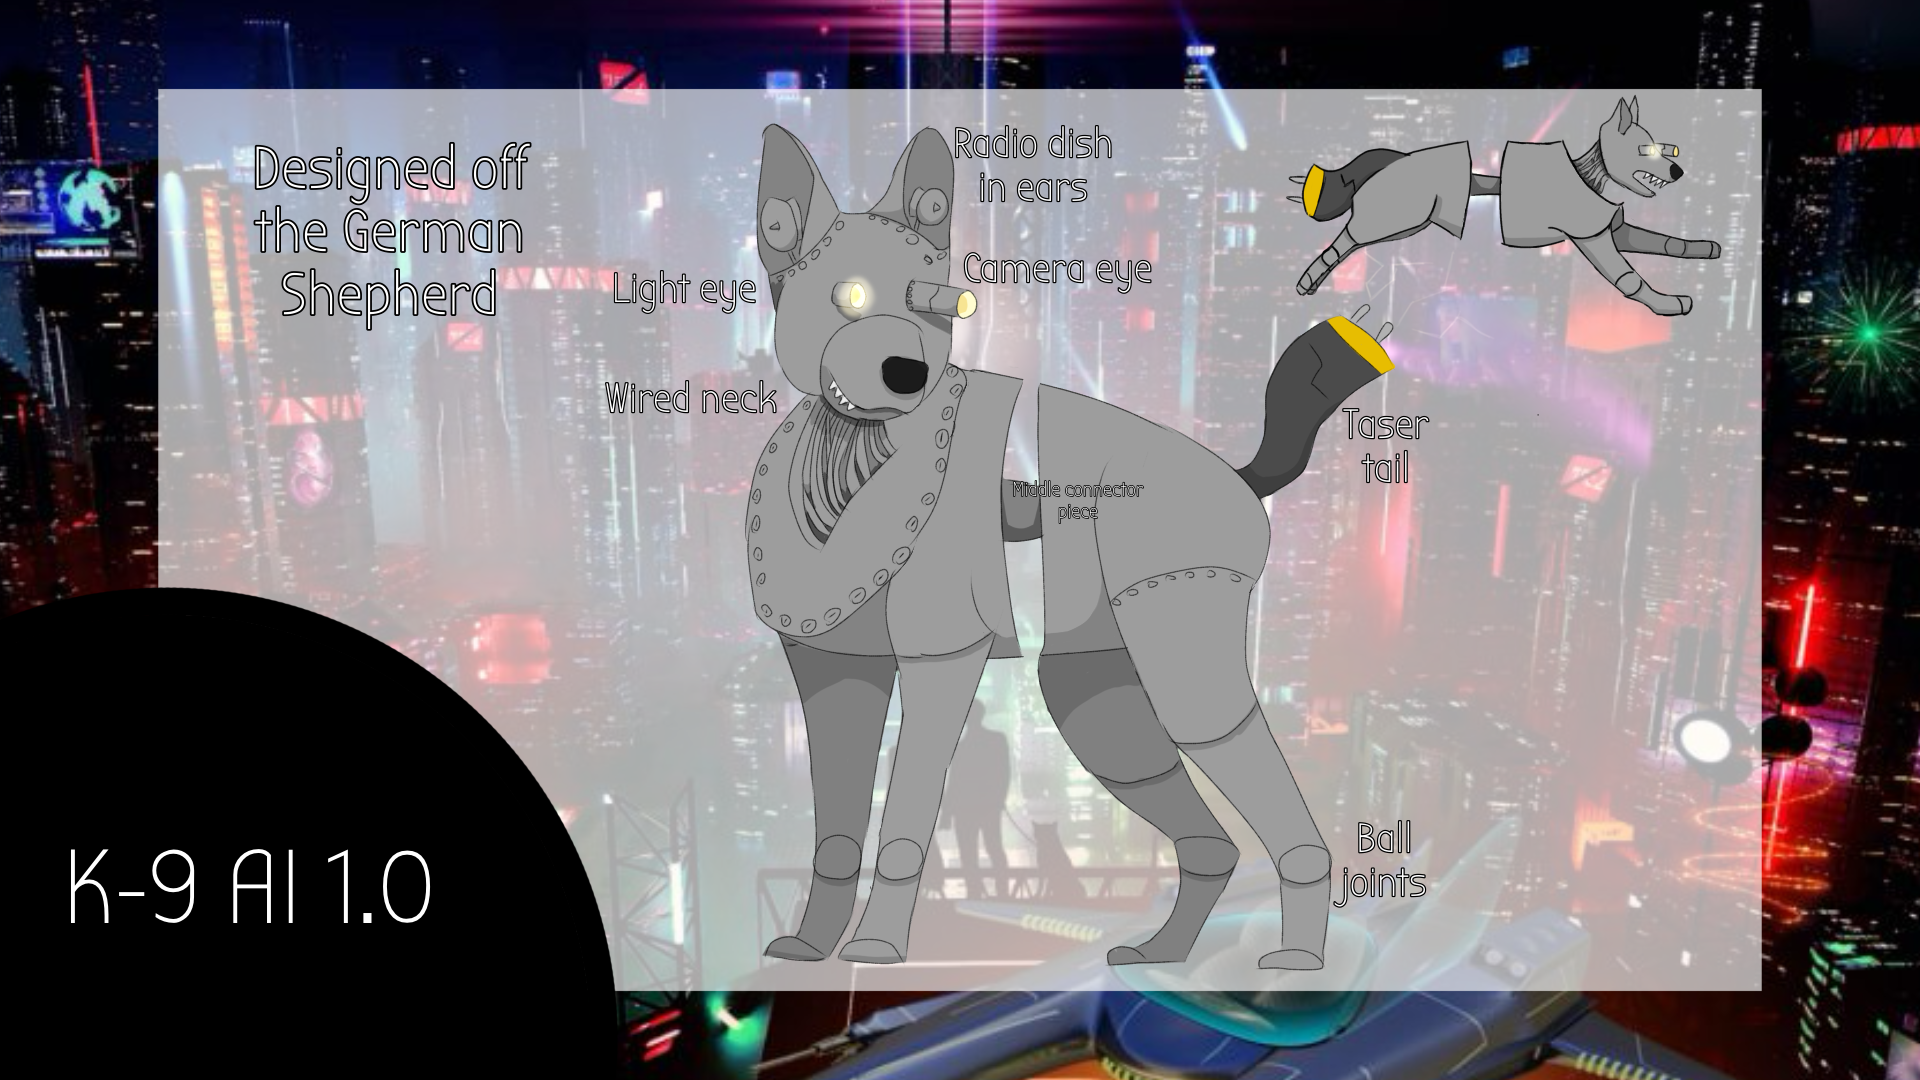 Designed off
the German
Shepherd
Radio dish
in ears
Light eye
Camera eye
Wired neck
Taser
tail
Middle connector
piece
Ball
joints
K-9 AI 1.0